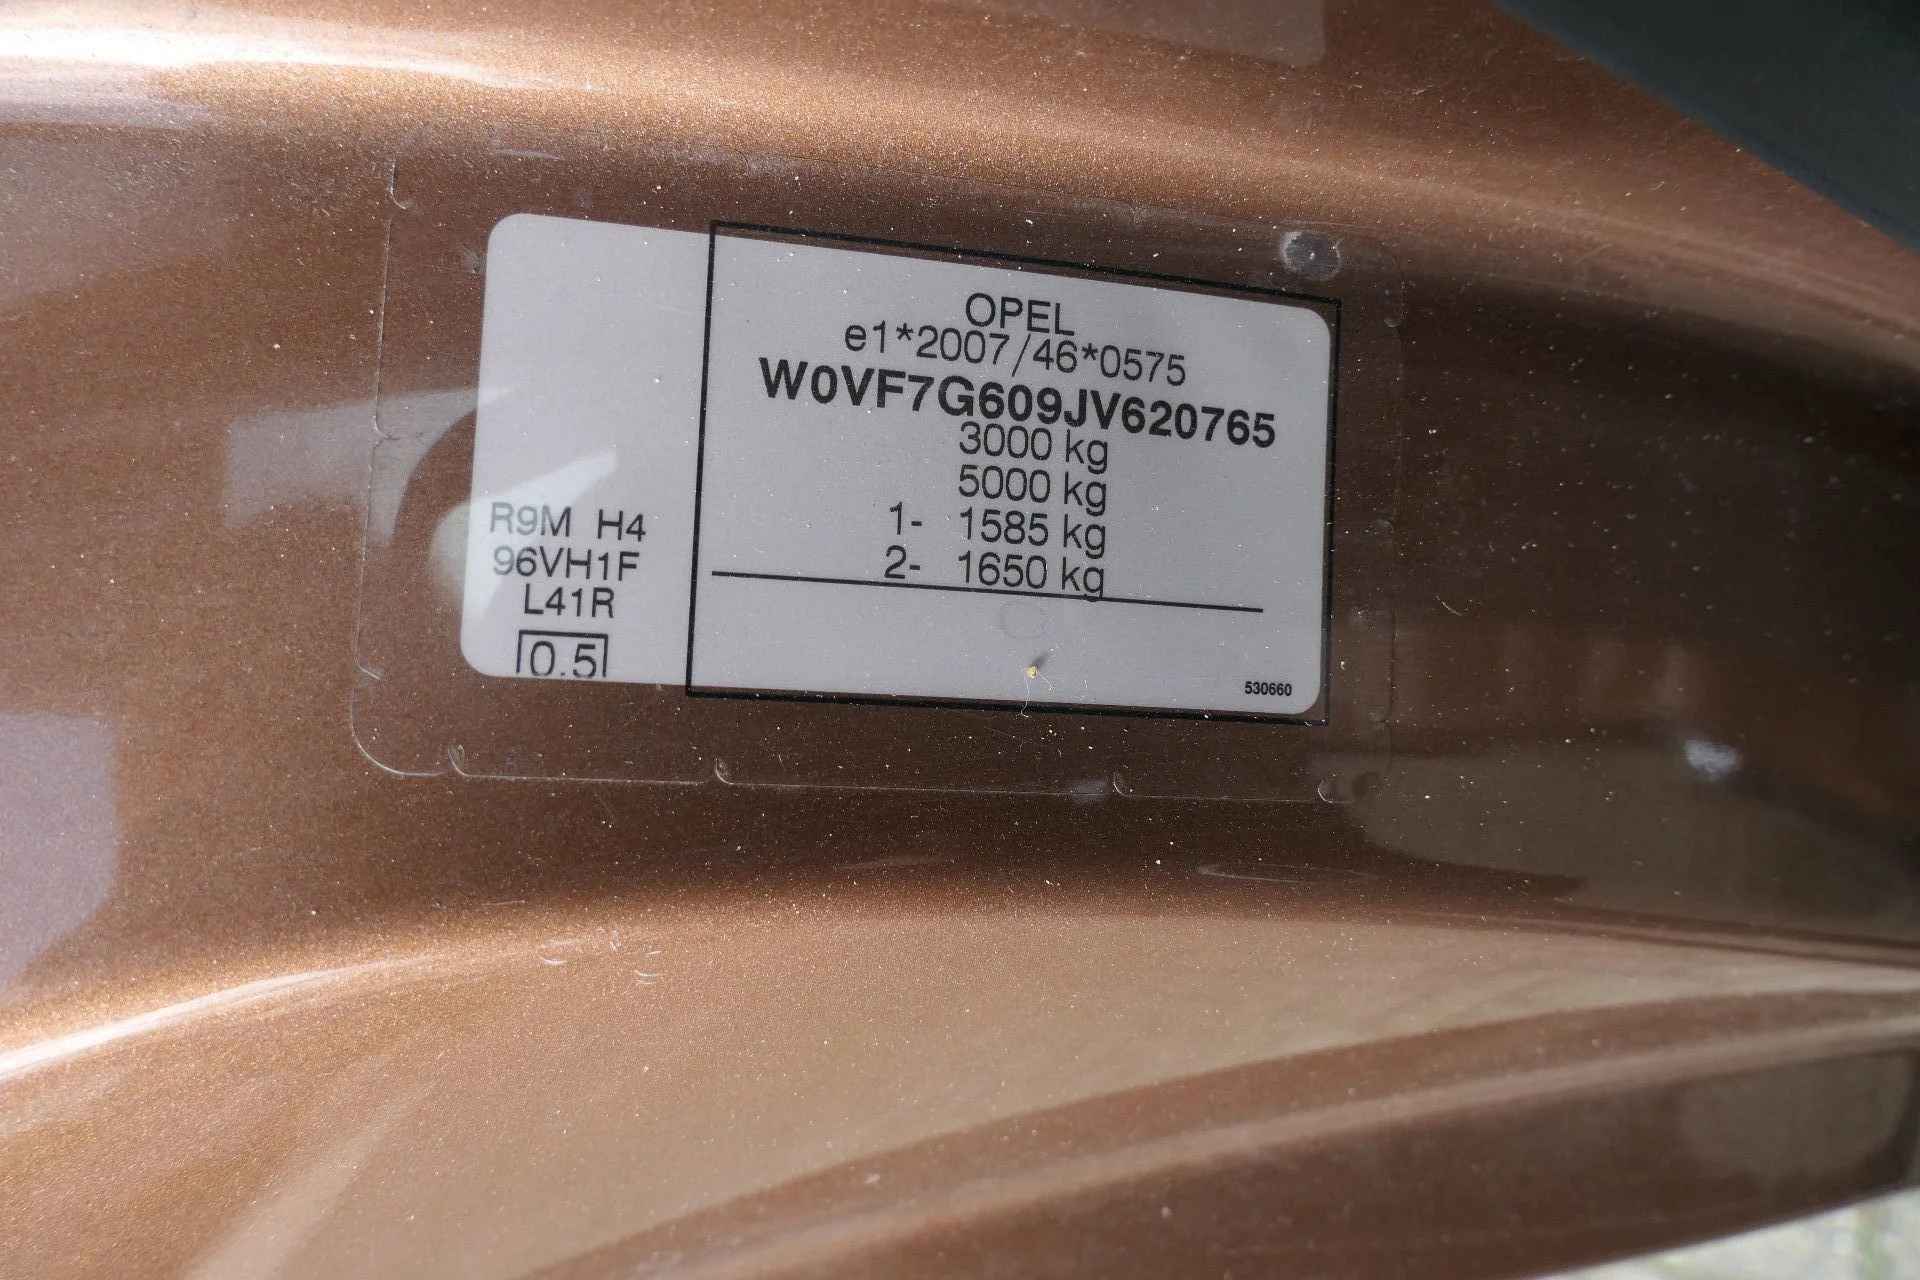 OPEL
e1*2007/46*0575
W0VF7G609JV620765
3000 kg
5000 kg
1- 1585 kg
2- 1650 kg
R9M H4
96VH1F
L41R
0.5
530660